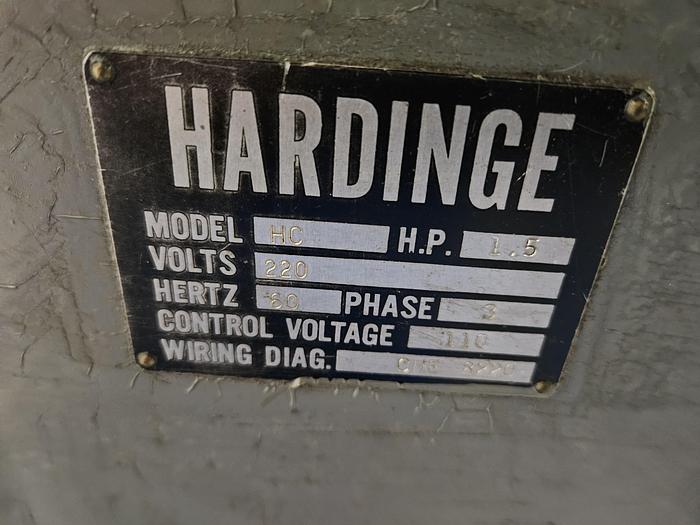 HARDINGE
MODEL HC H.P. 1.5
VOLTS 220
HERTZ 60 PHASE 3
CONTROL VOLTAGE 110
WIRING DIAG.